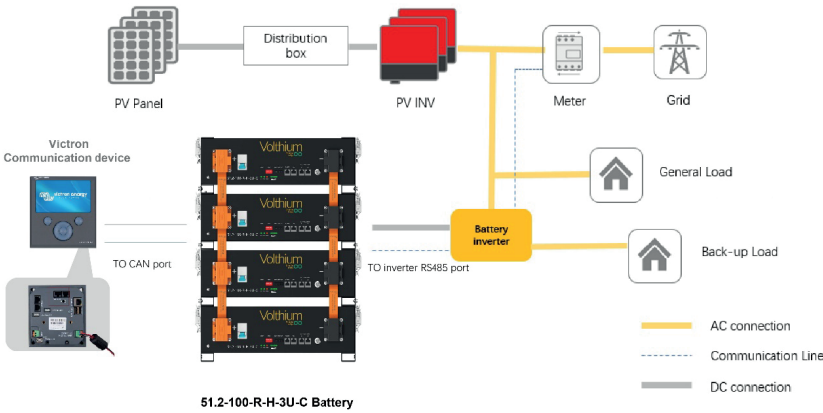 Distribution
box
PV Panel
PV INV
Meter
Grid
Victron
Communication device
victron energy
Volthium
Volthium
Volthium
Volthium
General Load
Battery
inverter
Back-up Load
TO CAN port
TO inverter RS485 port
AC connection
Communication Line
DC connection
51.2-100-R-H-3U-C Battery